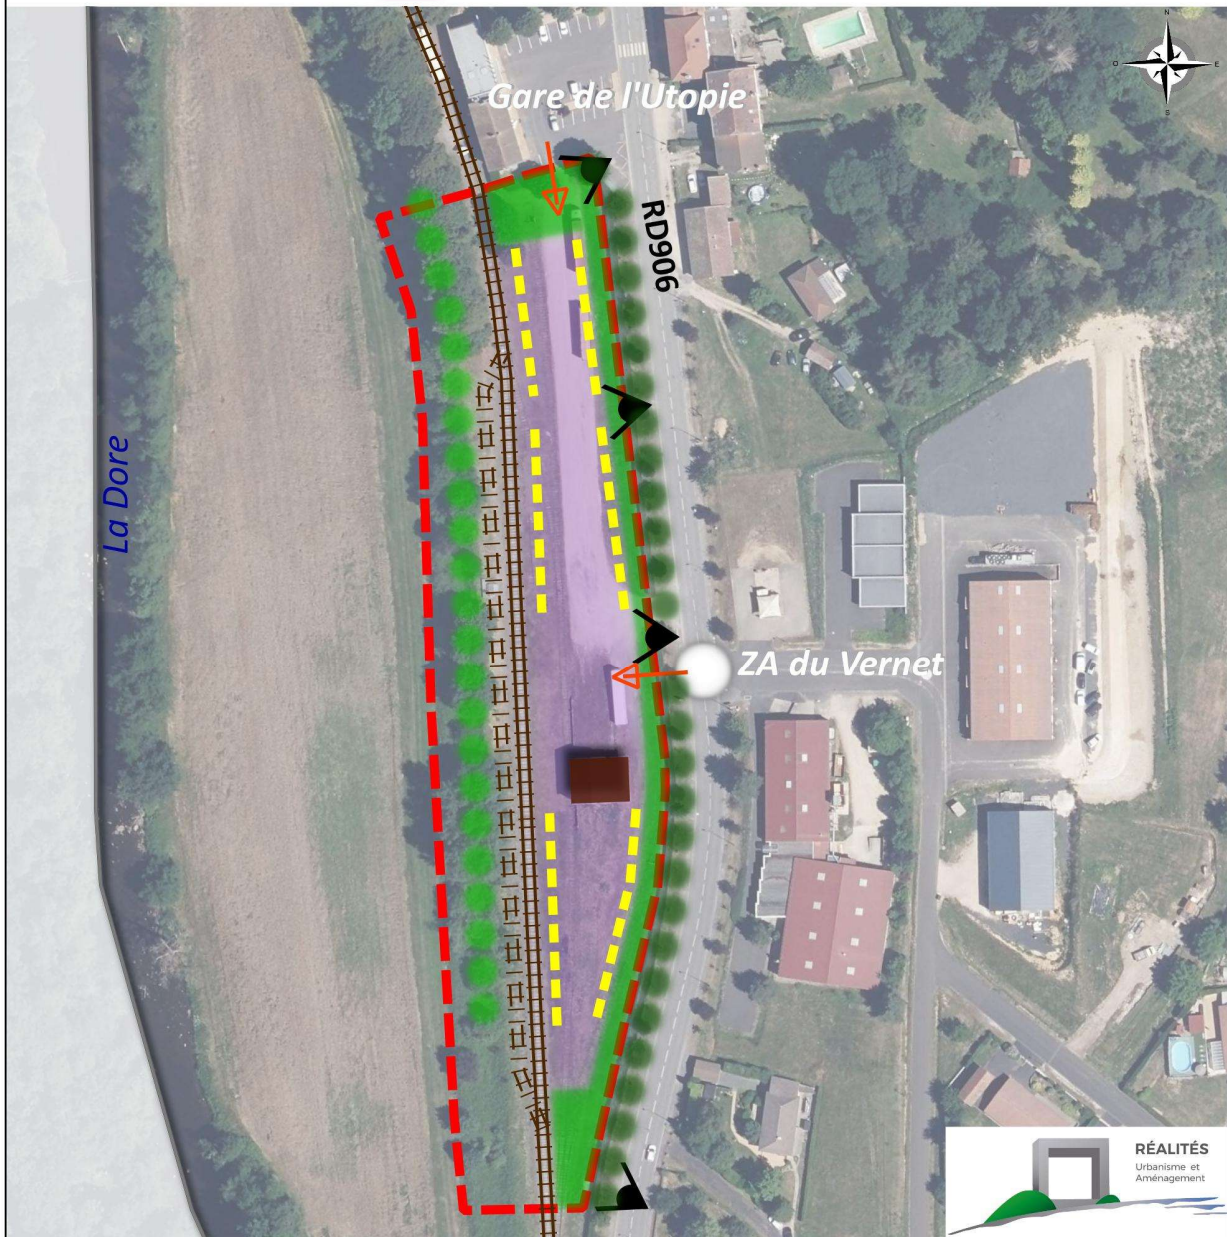 N
O
E
S
Gare de l'Utopie
RD906
La Dore
ZA du Vernet
RÉALITÉS
Urbanisme et
Aménagement